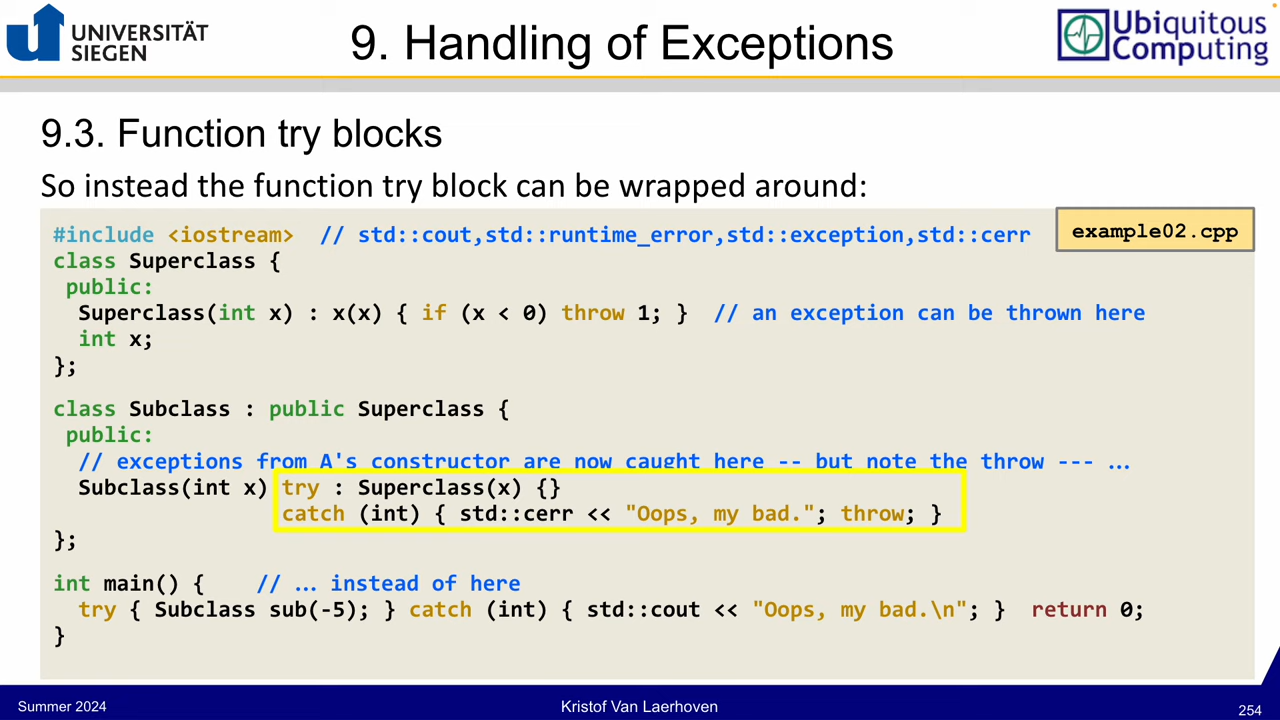 UNIVERSITÄT
SIEGEN
9. Handling of Exceptions
Ubiquitous
Computing
9.3. Function try blocks
So instead the function try block can be wrapped around:
example02.cpp
#include <iostream>  // std::cout,std::runtime_error,std::exception,std::cerr
class Superclass {
 public:
  Superclass(int x) : x(x) { if (x < 0) throw 1; }  // an exception can be thrown here
  int x;
};
class Subclass : public Superclass {
 public:
  // exceptions from A's constructor are now caught here -- but note the throw --- …
  Subclass(int x) try : Superclass(x) {}
                  catch (int) { std::cerr << "Oops, my bad."; throw; }
};
int main() {    // … instead of here
  try { Subclass sub(-5); } catch (int) { std::cout << "Oops, my bad.\n"; }  return 0;
}
Summer 2024
Kristof Van Laerhoven
254